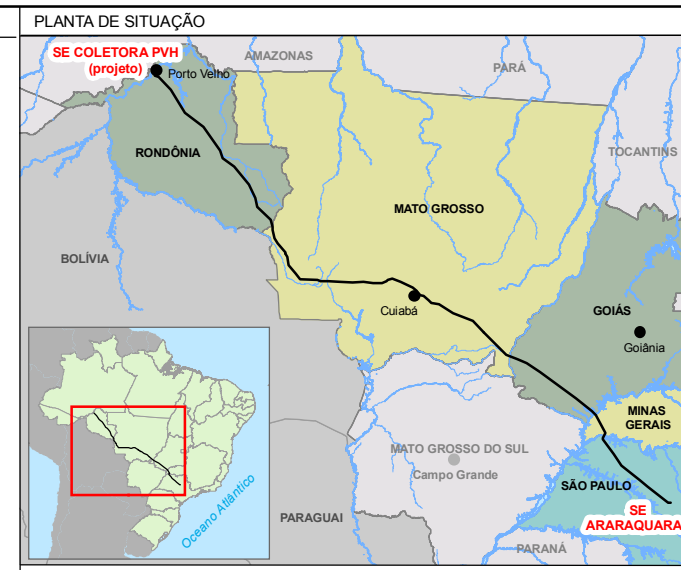 PLANTA DE SITUAÇÃO
SE COLETORA PVH
(projeto)
Porto Velho
AMAZONAS
PARÁ
RONDÔNIA
TOCANTINS
MATO GROSSO
BOLÍVIA
Cuiabá
GOIÁS
Goiânia
MINAS
GERAIS
MATO GROSSO DO SUL
Campo Grande
SÃO PAULO
SE
ARARAQUARA
PARAGUAI
PARANÁ
Oceano Atlântico